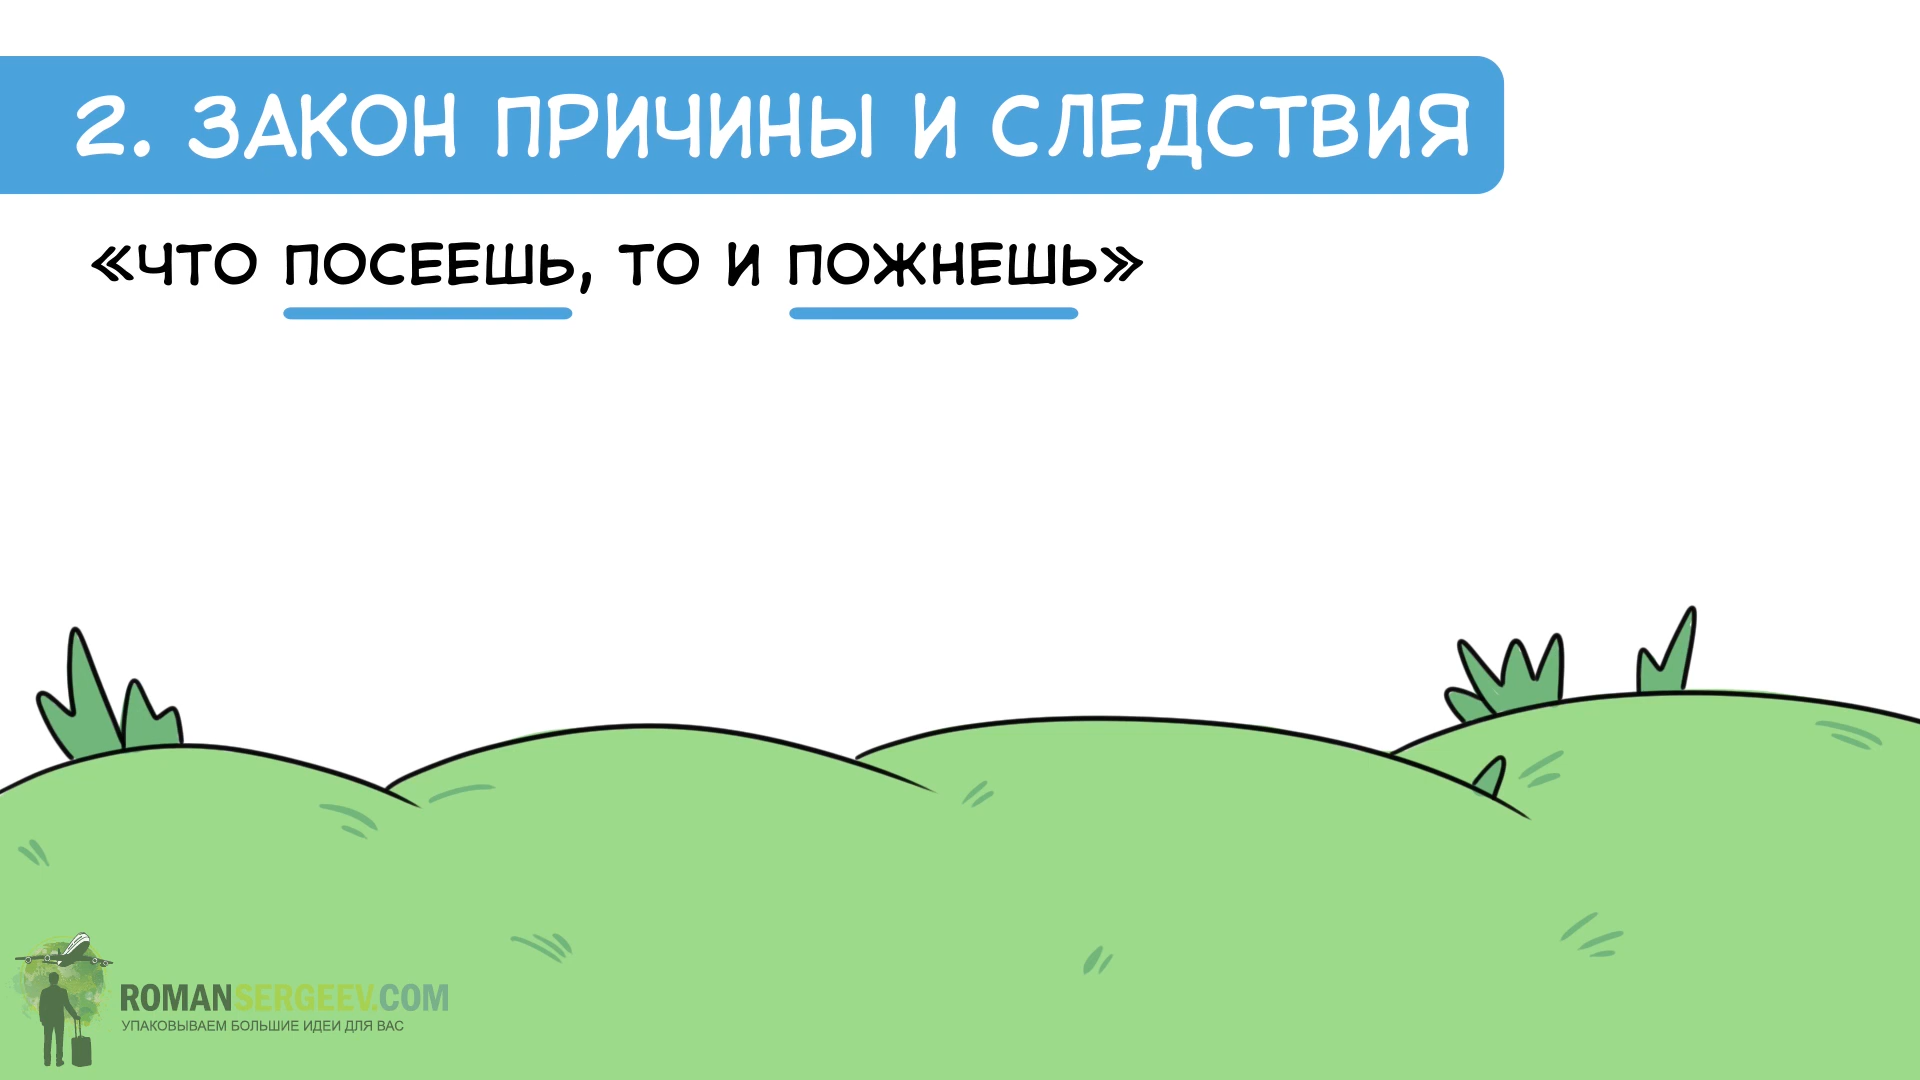 2. ЗАКОН ПРИЧИНЫ И СЛЕДСТВИЯ
«ЧТО ПОСЕЕШЬ, ТО И ПОЖНЕШЬ»
ROMANSERGEEV.COM
УПАКОВЫВАЕМ БОЛЬШИЕ ИДЕИ ДЛЯ ВАС